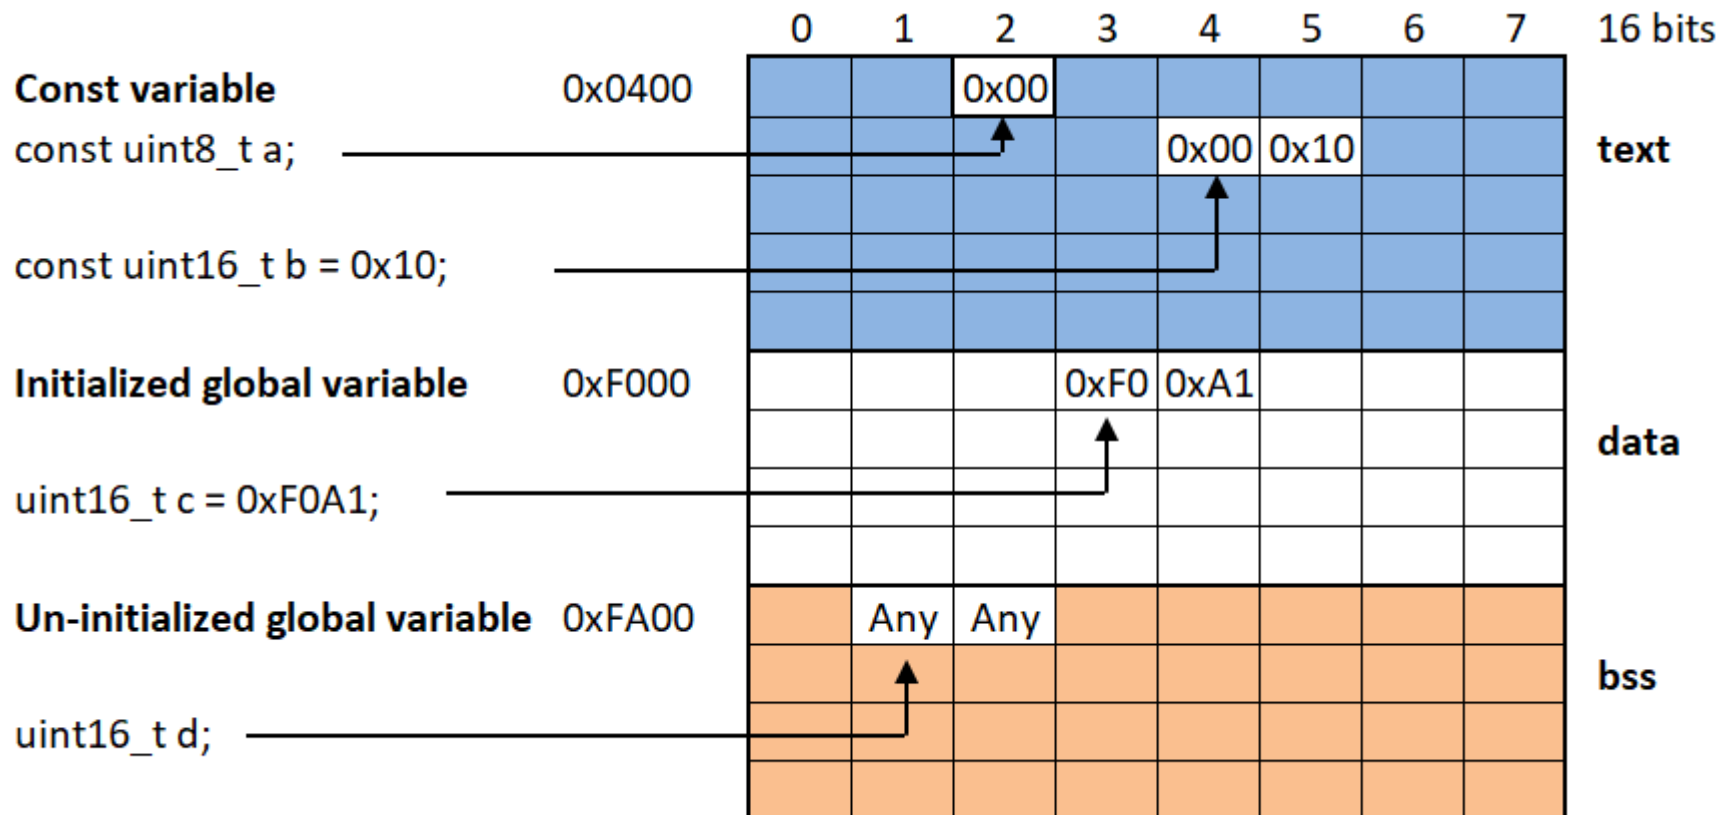 0 1 2 3 4 5 6 7 16 bits
Const variable 0x0400 0x00
const uint8_t a; 0x00 0x10 text
const uint16_t b = 0x10;
Initialized global variable 0xF000 0xF0 0xA1
data
uint16_t c = 0xF0A1;
Un-initialized global variable 0xFA00 Any Any
bss
uint16_t d;